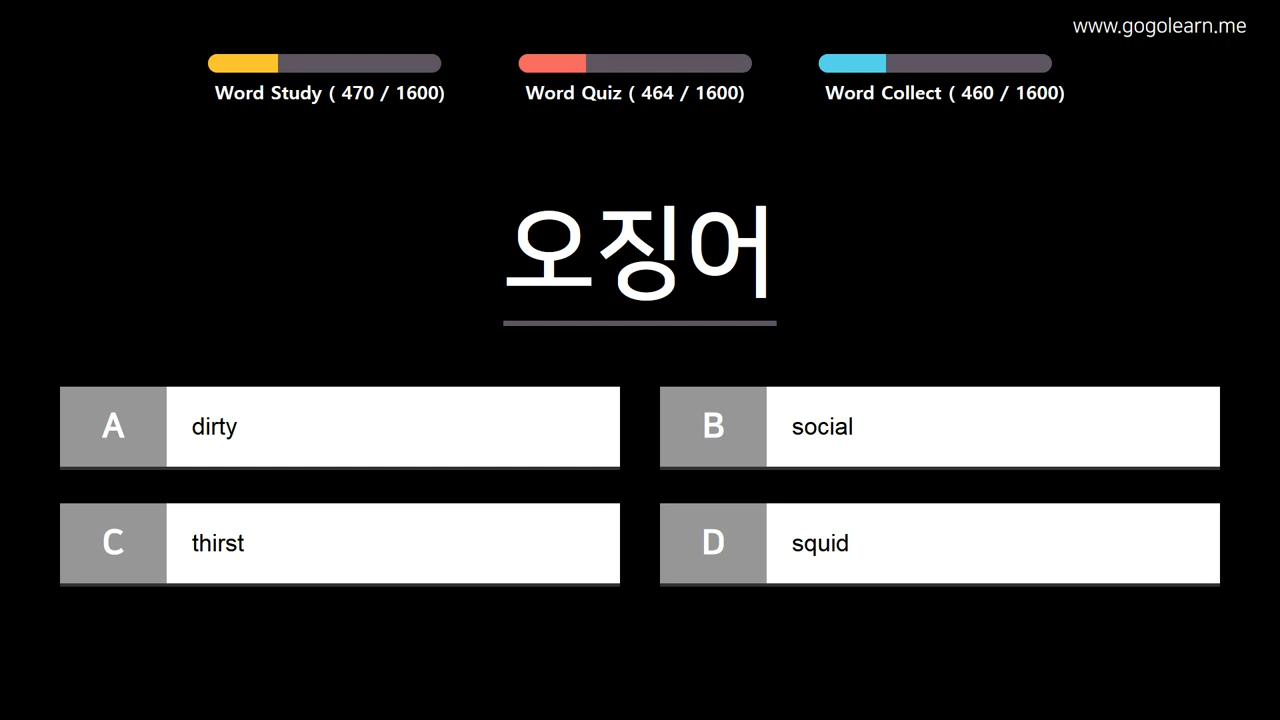 www.gogolearn.me
Word Study ( 470 / 1600)
Word Quiz ( 464 / 1600)
Word Collect ( 460 / 1600)
오징어
A dirty
B social
C thirst
D squid